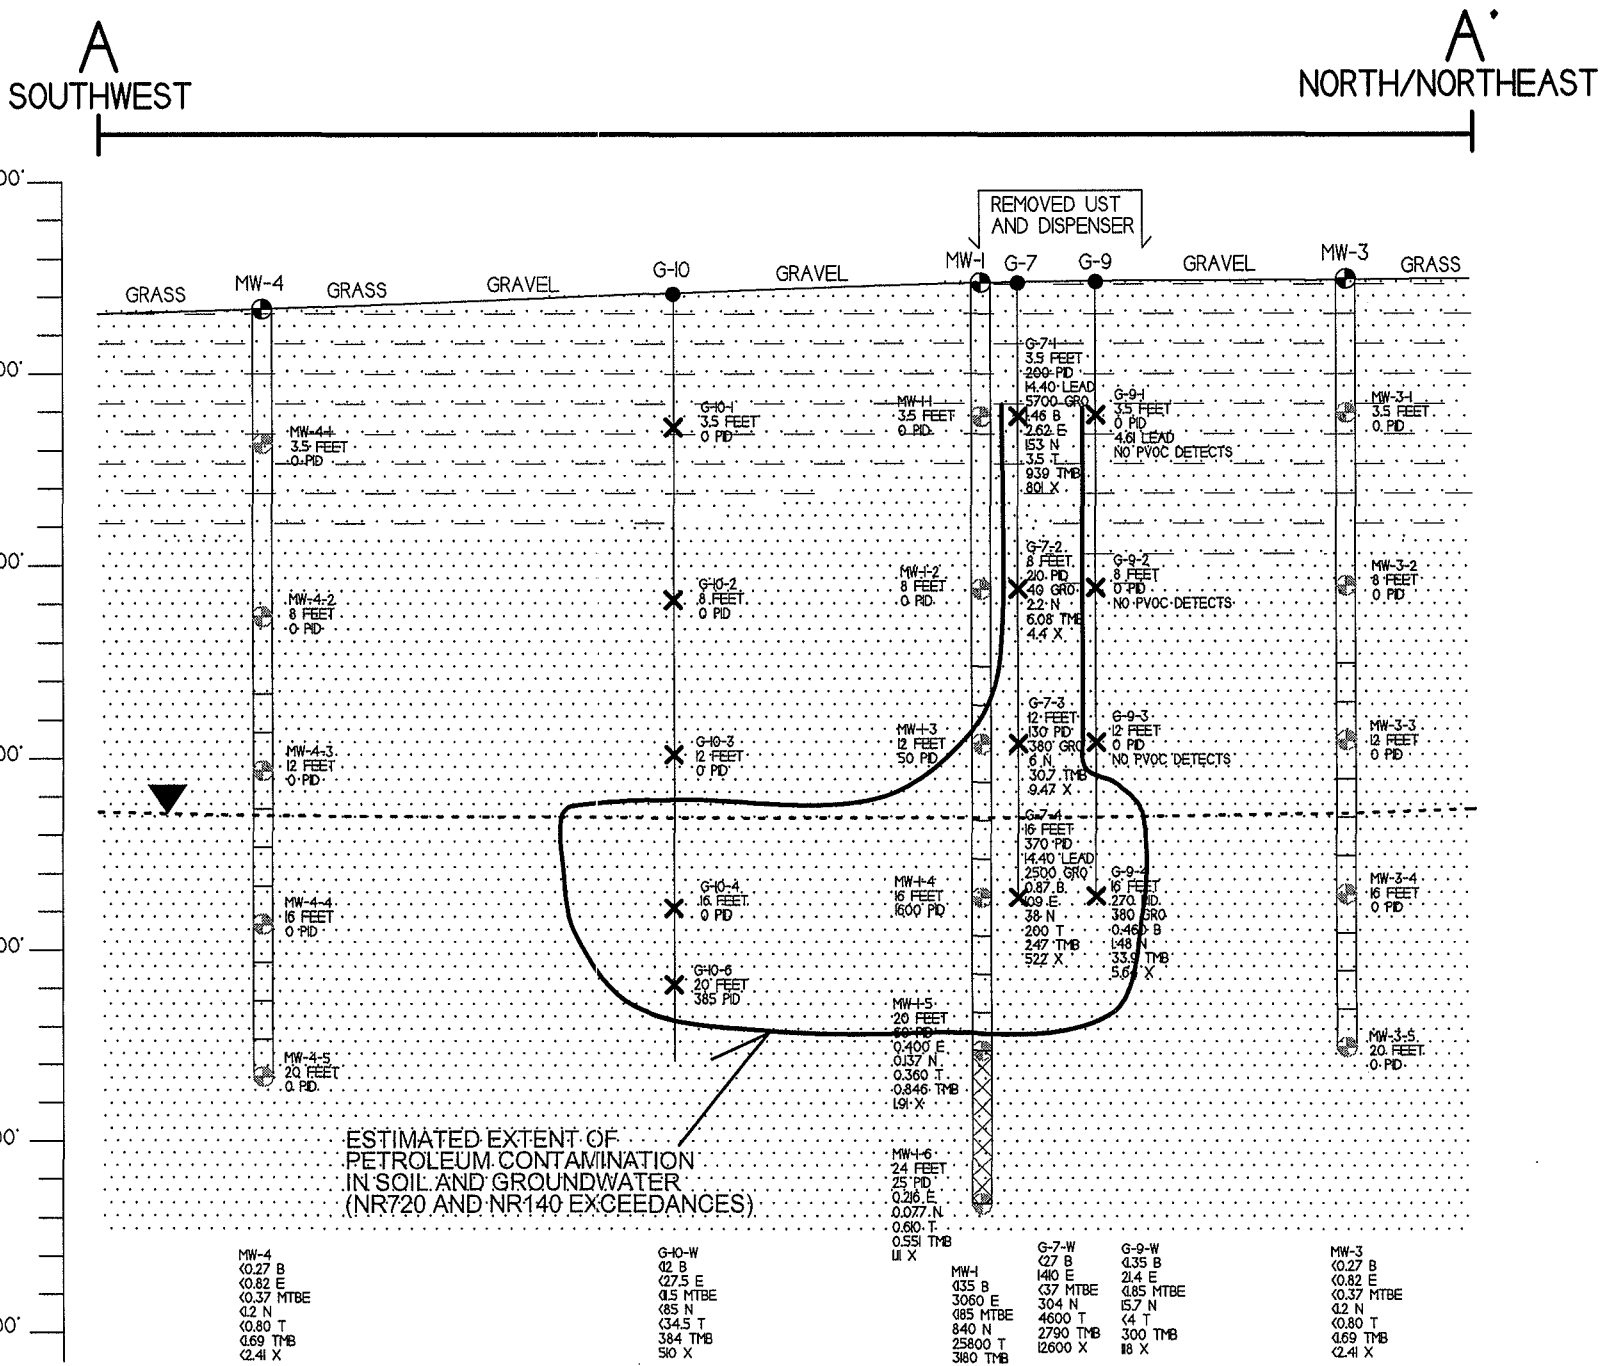 A
SOUTHWEST
A'
NORTH/NORTHEAST
REMOVED UST
AND DISPENSER
GRASS
MW-4
GRASS
GRAVEL
G-10
GRAVEL
MW-1
G-7
G-9
GRAVEL
MW-3
GRASS
MW-4-1
3.5 FEET
0 PID
MW-4-2
8 FEET
0 PID
MW-4-3
12 FEET
0 PID
MW-4-4
16 FEET
0 PID
MW-4-5
20 FEET
0 PID
G-10-1
3.5 FEET
0 PID
G-10-2
8 FEET
0 PID
G-10-3
12 FEET
0 PID
G-10-4
16 FEET
0 PID
G-10-6
20 FEET
385 PID
MW-1-1
3.5 FEET
0 PID
MW-1-2
8 FEET
0 PID
MW-1-3
12 FEET
50 PID
MW-1-4
16 FEET
1600 PID
MW-1-5
20 FEET
PID
0.400 E
0.137 N
0.360 T
0.846 TMB
1.91 X
MW-1-6
24 FEET
25 PID
0.216 E
0.077 N
0.610 T
0.551 TMB
1.11 X
G-7-1
3.5 FEET
200 PID
14.40 LEAD
5700 GRO
1.46 B
2.62 E
153 N
3.5 T
939 TMB
801 X
G-7-2
8 FEET
210 PID
40 GRO
2.2 N
6.08 TMB
4.4 X
G-7-3
12 FEET
130 PID
380 GRO
6 N
30.7 TMB
9.47 X
G-7-4
16 FEET
370 PID
14.40 LEAD
2500 GRO
0.87 B
109 E
38 N
200 T
247 TMB
522 X
G-9-1
3.5 FEET
0 PID
4.61 LEAD
NO PVOC DETECTS
G-9-2
8 FEET
0 PID
NO PVOC DETECTS
G-9-3
12 FEET
0 PID
NO PVOC DETECTS
G-9-4
16 FEET
270 PID
380 GRO
0.460 B
1.48 N
33.9 TMB
X
MW-3-1
3.5 FEET
0 PID
MW-3-2
8 FEET
0 PID
MW-3-3
12 FEET
0 PID
MW-3-4
16 FEET
0 PID
MW-3-5
20 FEET
0 PID
ESTIMATED EXTENT OF
PETROLEUM CONTAMINATION
IN SOIL AND GROUNDWATER
(NR720 AND NR140 EXCEEDANCES)
MW-4
<0.27 B
<0.82 E
<0.37 MTBE
<1.2 N
<0.80 T
<1.69 TMB
<2.41 X
G-10-W
<12 B
<27.5 E
<11.5 MTBE
<85 N
<34.5 T
384 TMB
510 X
MW-1
<135 B
3060 E
<185 MTBE
840 N
25800 T
3180 TMB
G-7-W
<27 B
1410 E
<37 MTBE
304 N
4600 T
2790 TMB
12600 X
G-9-W
<1.35 B
21.4 E
<1.85 MTBE
15.7 N
<4 T
300 TMB
118 X
MW-3
<0.27 B
<0.82 E
<0.37 MTBE
<1.2 N
<0.80 T
<1.69 TMB
<2.41 X